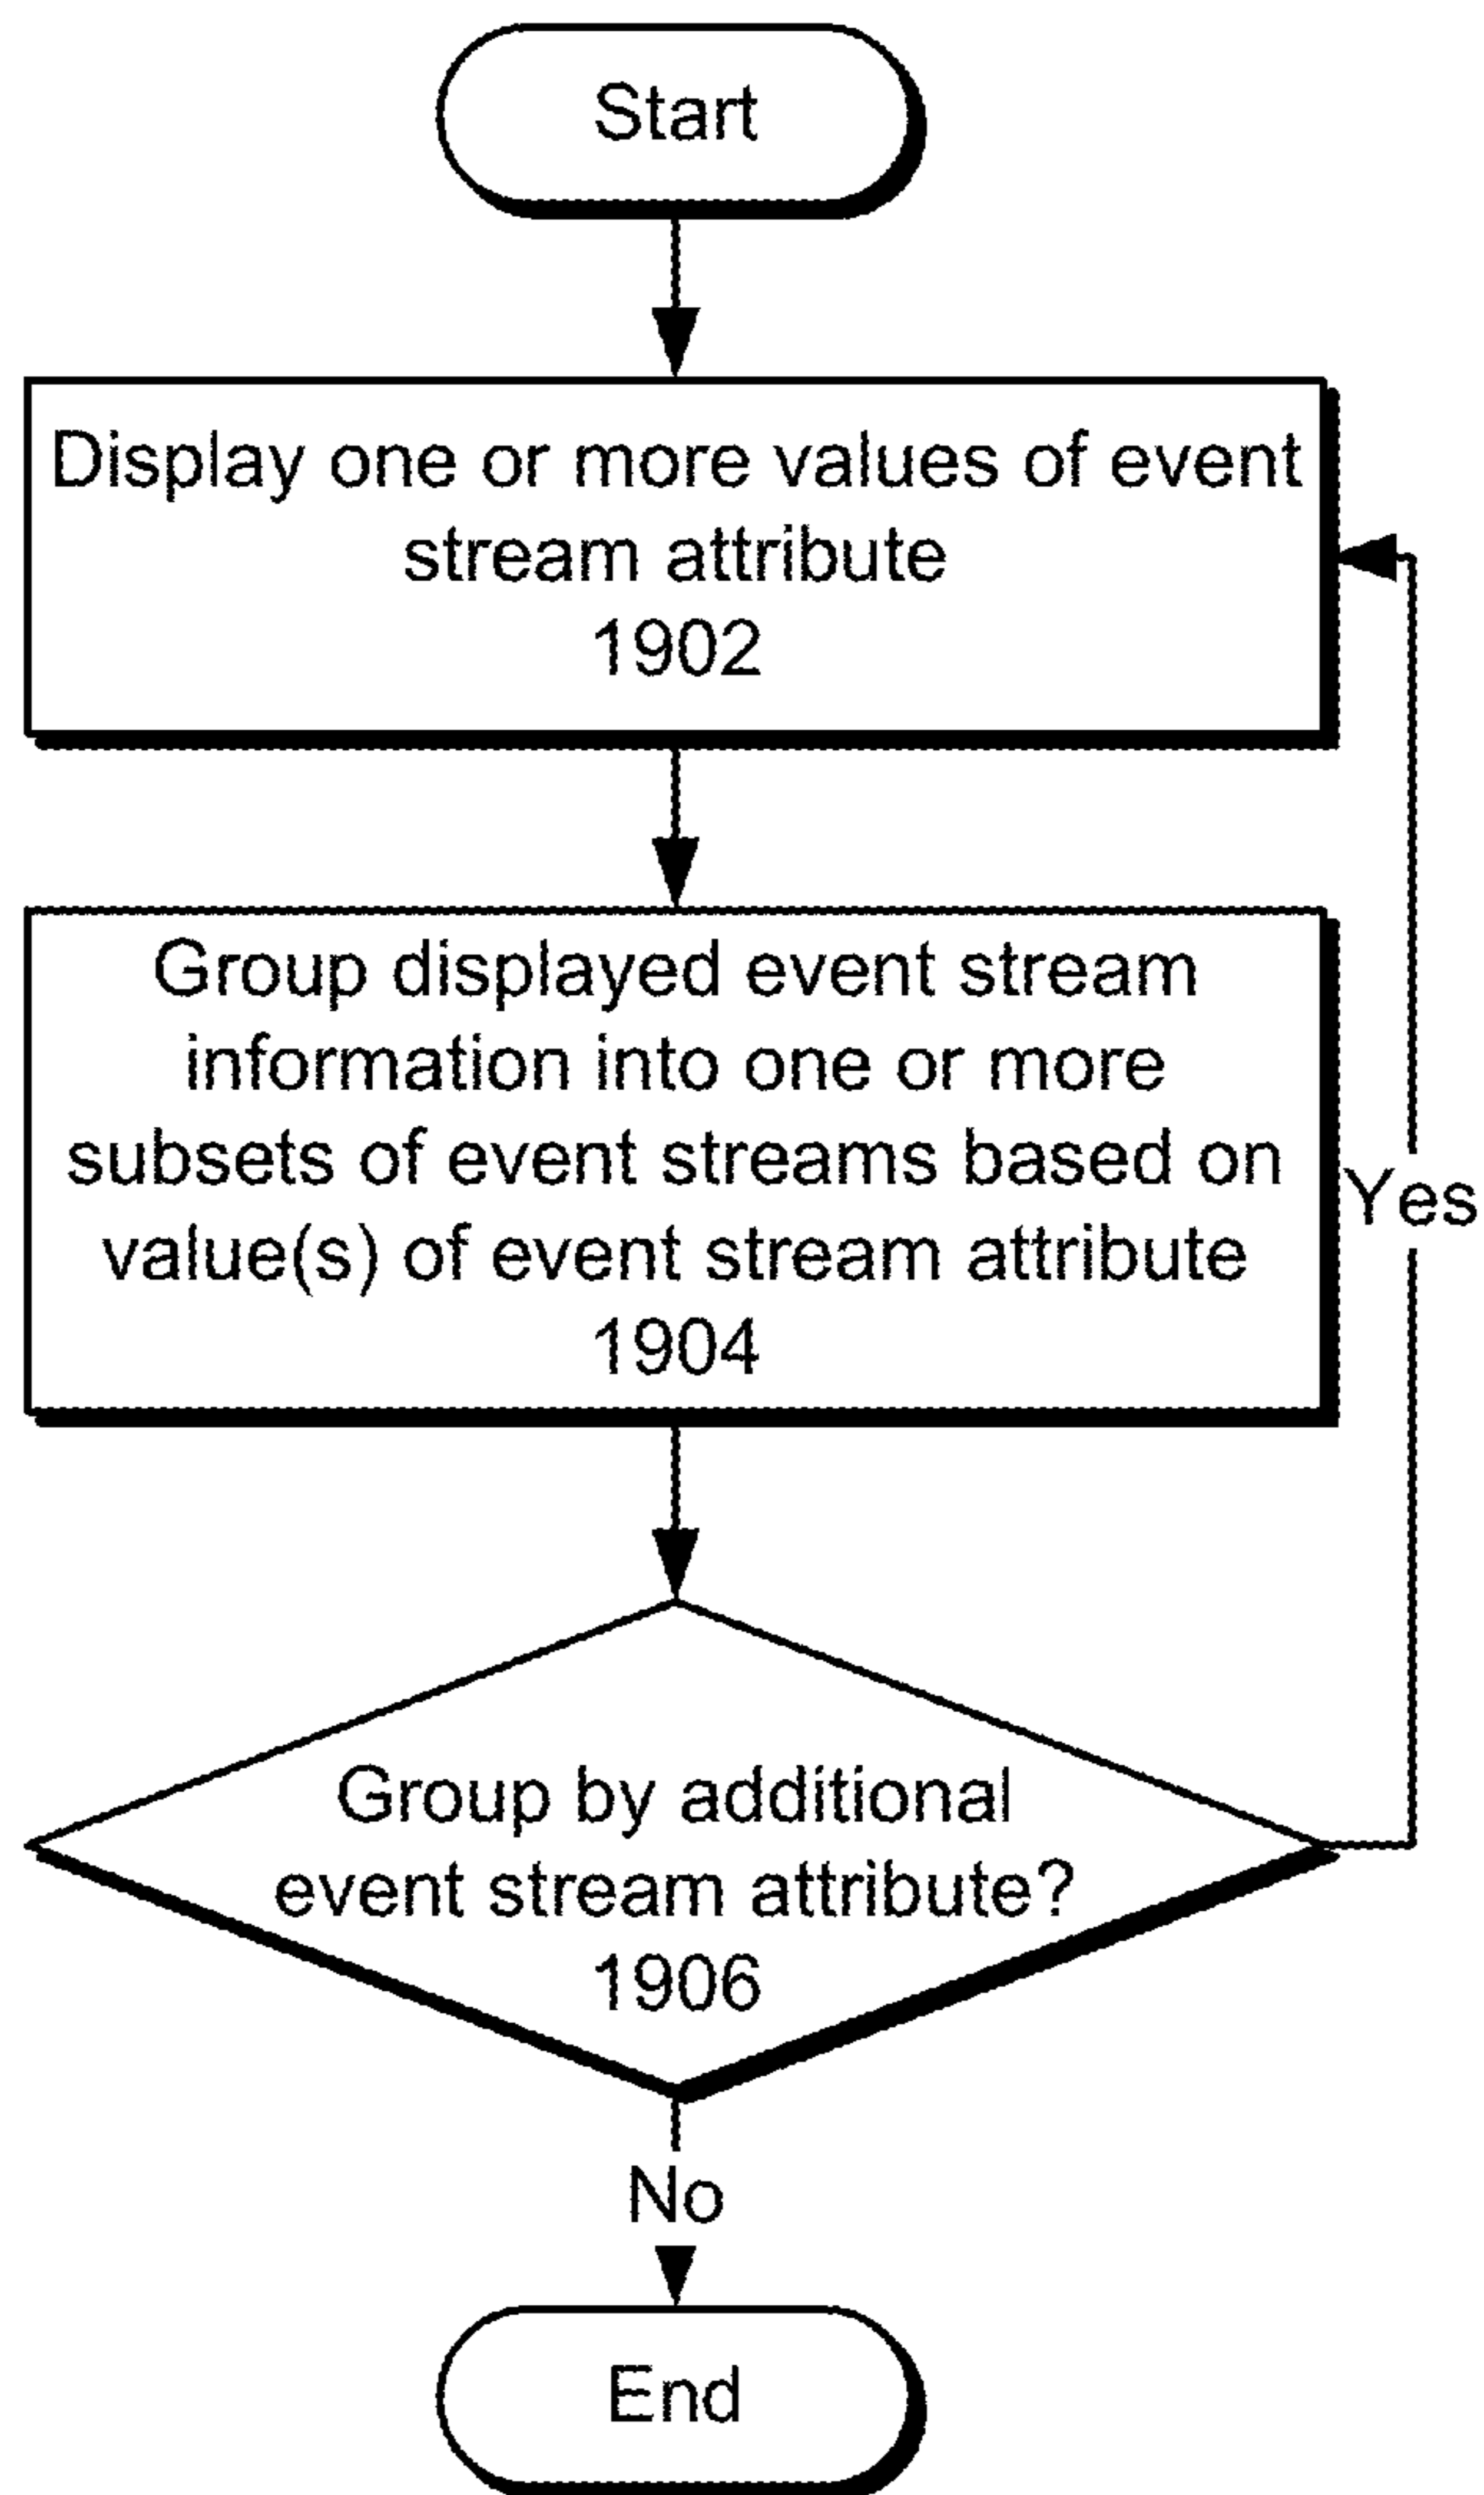 Start
Display one or more values of event
stream attribute
1902
Group displayed event stream
information into one or more
subsets of event streams based on
value(s) of event stream attribute
1904
Yes
Group by additional
event stream attribute?
1906
No
End